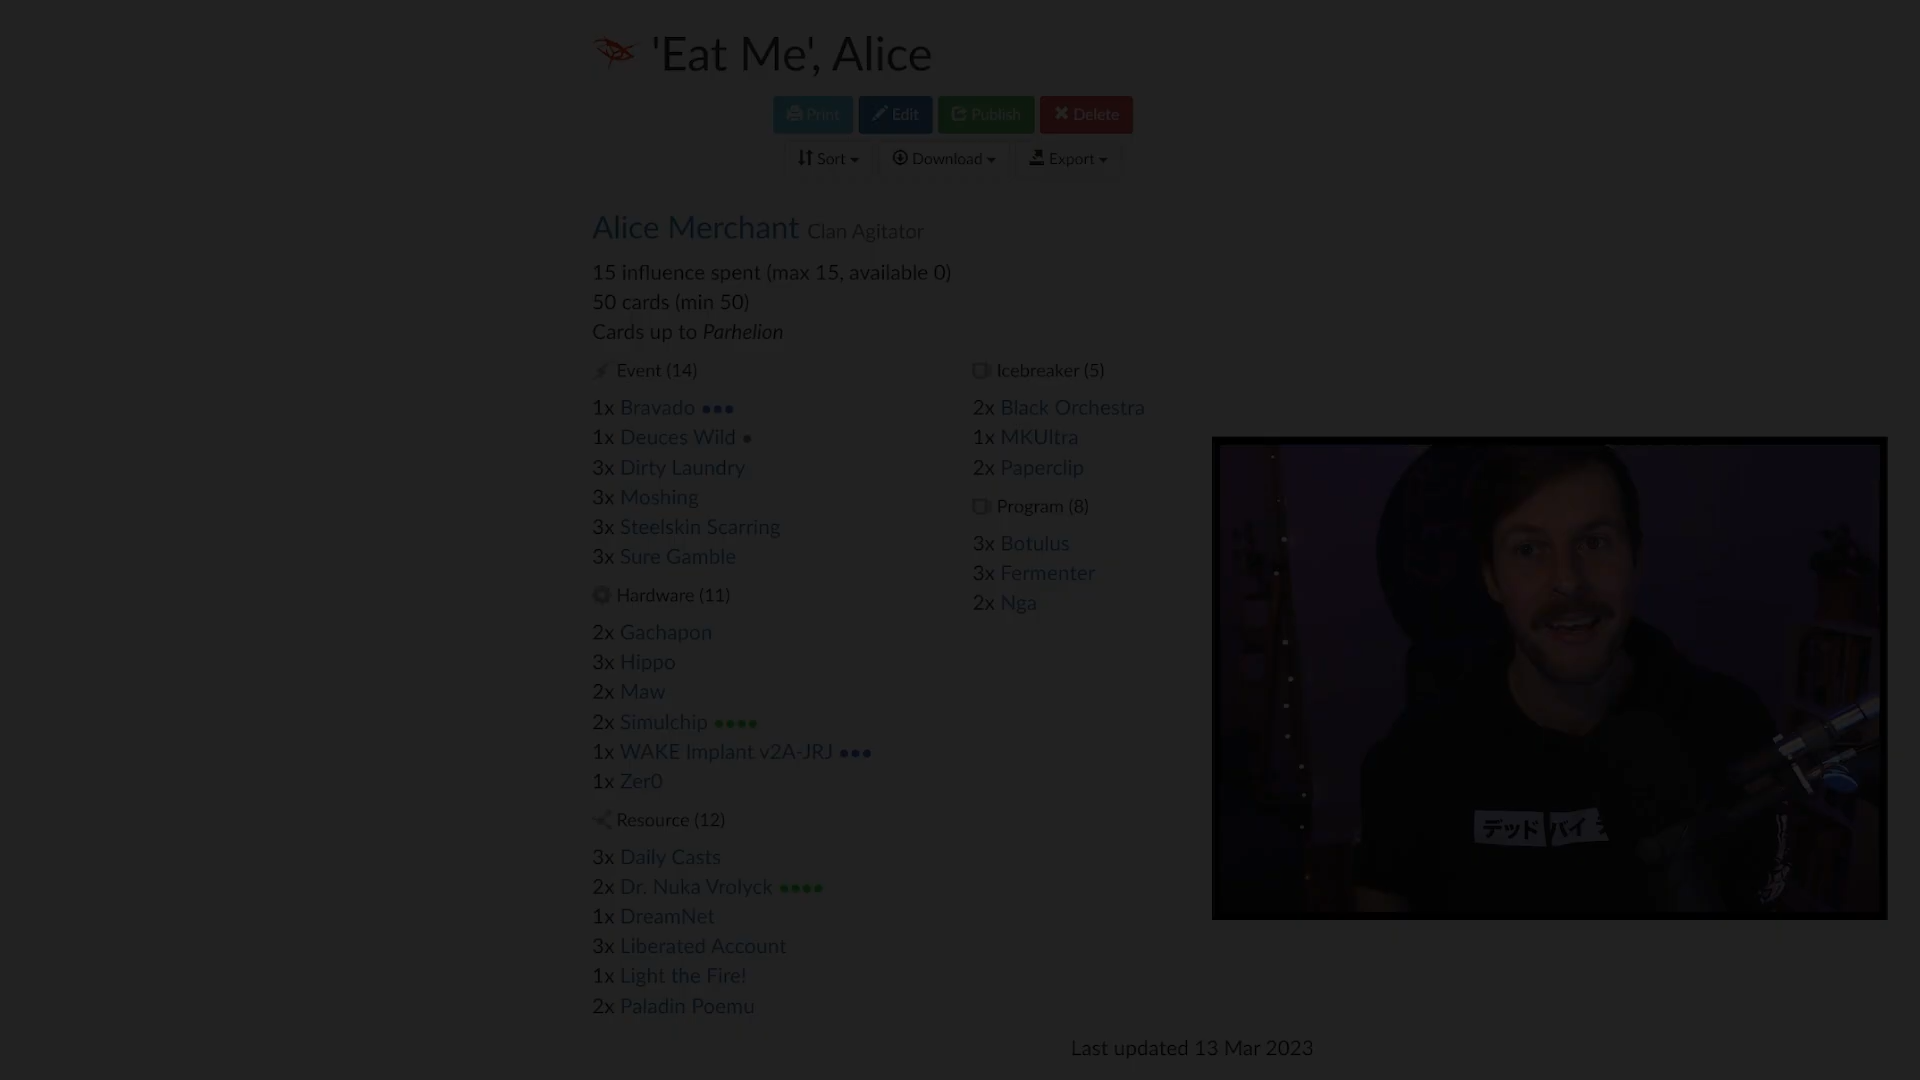 'Eat Me', Alice
Print Edit Publish Delete
Sort Download Export
Alice Merchant Clan Agitator
15 influence spent (max 15, available 0)
50 cards (min 50)
Cards up to Parhelion
Event (14)
1x Bravado
1x Deuces Wild
3x Dirty Laundry
3x Moshing
3x Steelskin Scarring
3x Sure Gamble
Hardware (11)
2x Gachapon
3x Hippo
2x Maw
2x Simulchip
1x WAKE Implant v2A-JRJ
1x Zer0
Resource (12)
3x Daily Casts
2x Dr. Nuka Vrolyck
1x DreamNet
3x Liberated Account
1x Light the Fire!
2x Paladin Poemu
Icebreaker (5)
2x Black Orchestra
1x MKUltra
2x Paperclip
Program (8)
3x Botulus
3x Fermenter
2x Nga
デッド バイ
Last updated 13 Mar 2023